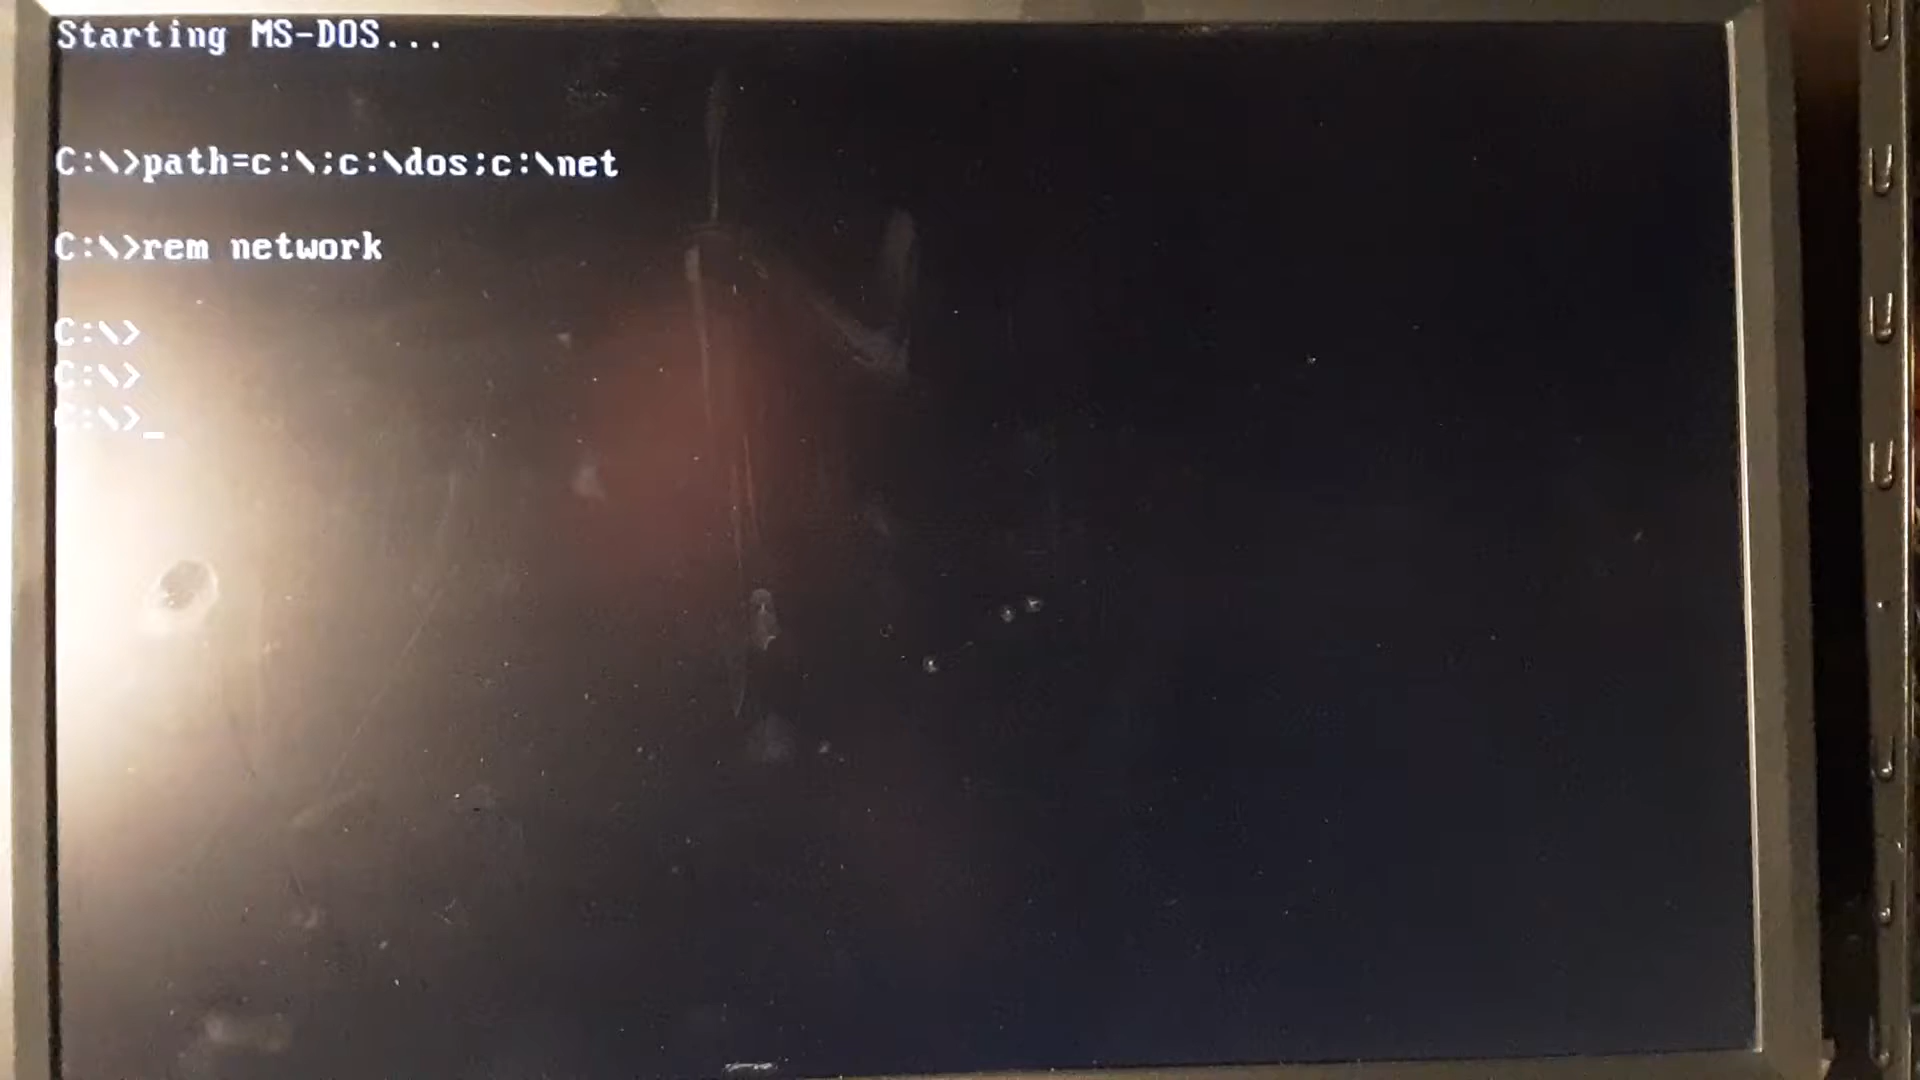 Starting MS-DOS...
C:\>path=c:\;c:\dos;c:\net
C:\>rem network
C:\>
C:\>
C:\>_